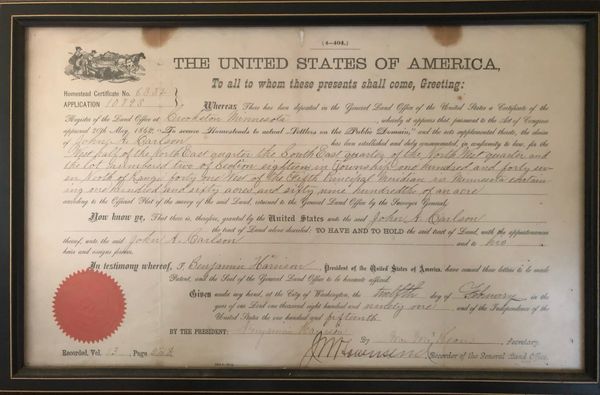 (4—404.)
THE UNITED STATES OF AMERICA,
To all to whom these presents shall come, Greeting:
Homestead Certificate No. 6337
APPLICATION 10898
Whereas There has been deposited in the General Land Office of the United States a Certificate of the
Register of the Land Office at Crookston Minnesota whereby it appears that, pursuant to the Act of Congress
approved 20th May, 1862, "To secure Homesteads to actual Settlers on the Public Domain," and the acts supplemental thereto, the claim
of John A. Carlson has been established and duly consummated, in conformity to law, for the
West half of the North East quarter the South East quarter of the North West quarter and
the Lot numbered two of Section eighteen in Township one hundred and forty sev
en North of Range forty one West of the Fifth Principal Meridian in Minnesota contain
ing one hundred and sixty acres and sixty nine hundredths of an acre
according to the Official Plat of the survey of the said Land, returned to the General Land Office by the Surveyor General:
Now know ye, That there is, therefore, granted by the United States unto the said John A. Carlson
the tract of Land above described: TO HAVE AND TO HOLD the said tract of Land, with the appurtenances
thereof, unto the said John A. Carlson and to his
heirs and assigns forever.
In testimony whereof, I, Benjamin Harrison, President of the United States of America, have caused these letters to be made
Patent, and the Seal of the General Land Office to be hereunto affixed.
Given under my hand, at the City of Washington, the twelfth day of February in the
year of our Lord one thousand eight hundred and ninety one, and of the Independence of the
United States the one hundred and fifteenth.
BY THE PRESIDENT: Benjamin Harrison
By Secretary.
J. M. Townsend Recorder of the General Land Office.
Recorded, Vol. 13, Page